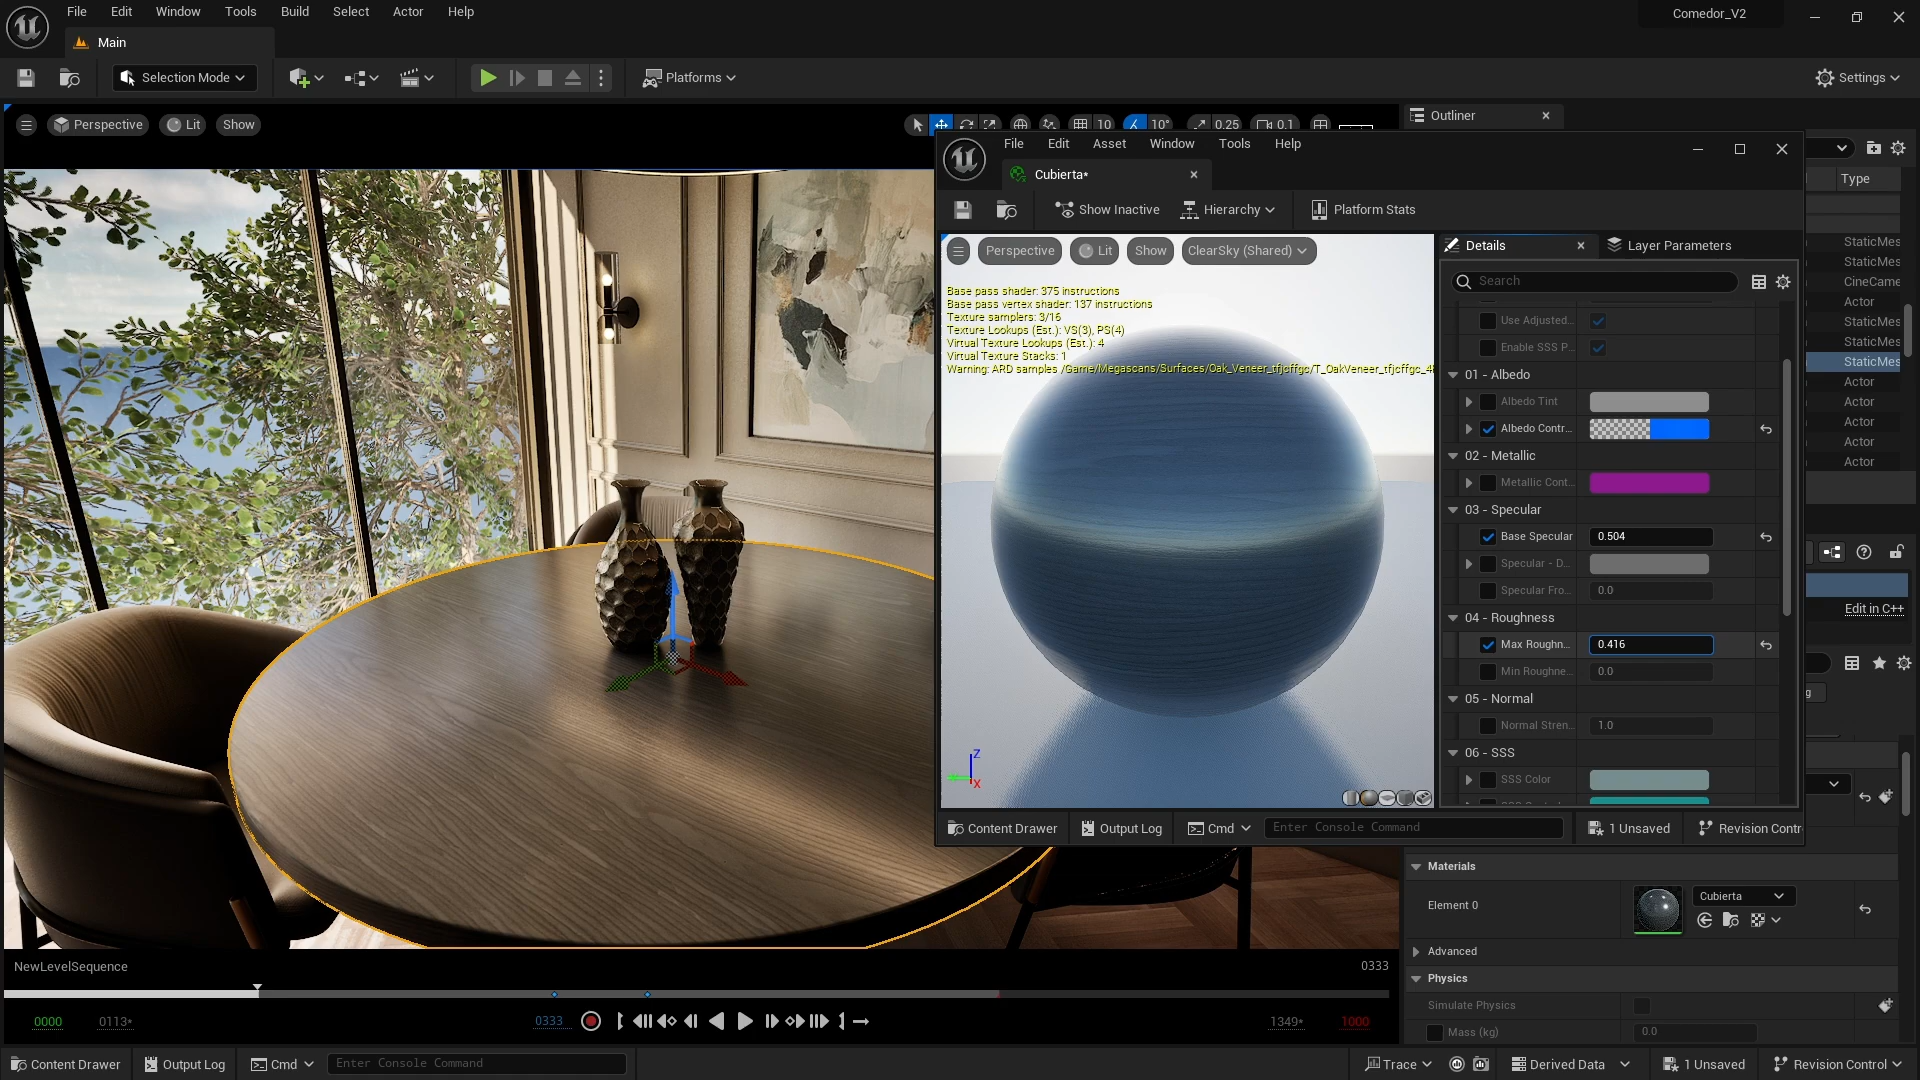 File Edit Window Tools Build Select Actor Help
Comedor_V2
Main
Selection Mode
Platforms
Settings
Perspective
Lit
Show
10
10°
0.25
0.1
Outliner
Type
StaticMes
StaticMes
CineCame
Actor
StaticMes
StaticMes
StaticMes
Actor
Actor
Actor
Actor
Actor
Edit in C++
File Edit Asset Window Tools Help
Cubierta*
Show Inactive
Hierarchy
Platform Stats
Perspective
Lit
Show
ClearSky (Shared)
Base pass shader: 375 instructions
Base pass vertex shader: 137 instructions
Texture samplers: 3/16
Texture Lookups (Est.): VS(3), PS(4)
Virtual Texture Lookups (Est.): 4
Virtual Texture Stacks: 1
Z
X
Details
Layer Parameters
Search
Use Adjusted...
Enable SSS P...
01 - Albedo
Albedo Tint
Albedo Contr...
02 - Metallic
Metallic Cont...
03 - Specular
Base Specular 0.504
Specular - D...
Specular Fro... 0.0
04 - Roughness
Max Roughn... 0.416
Min Roughne... 0.0
05 - Normal
Normal Stren... 1.0
06 - SSS
SSS Color
Content Drawer
Output Log
Cmd
Enter Console Command
1 Unsaved
Revision Contr
Materials
Element 0
Cubierta
Advanced
Physics
Simulate Physics
Mass (kg) 0.0
NewLevelSequence
0333
0000
0113*
0333
1349*
1000
Content Drawer
Output Log
Cmd
Enter Console Command
Trace
Derived Data
1 Unsaved
Revision Control